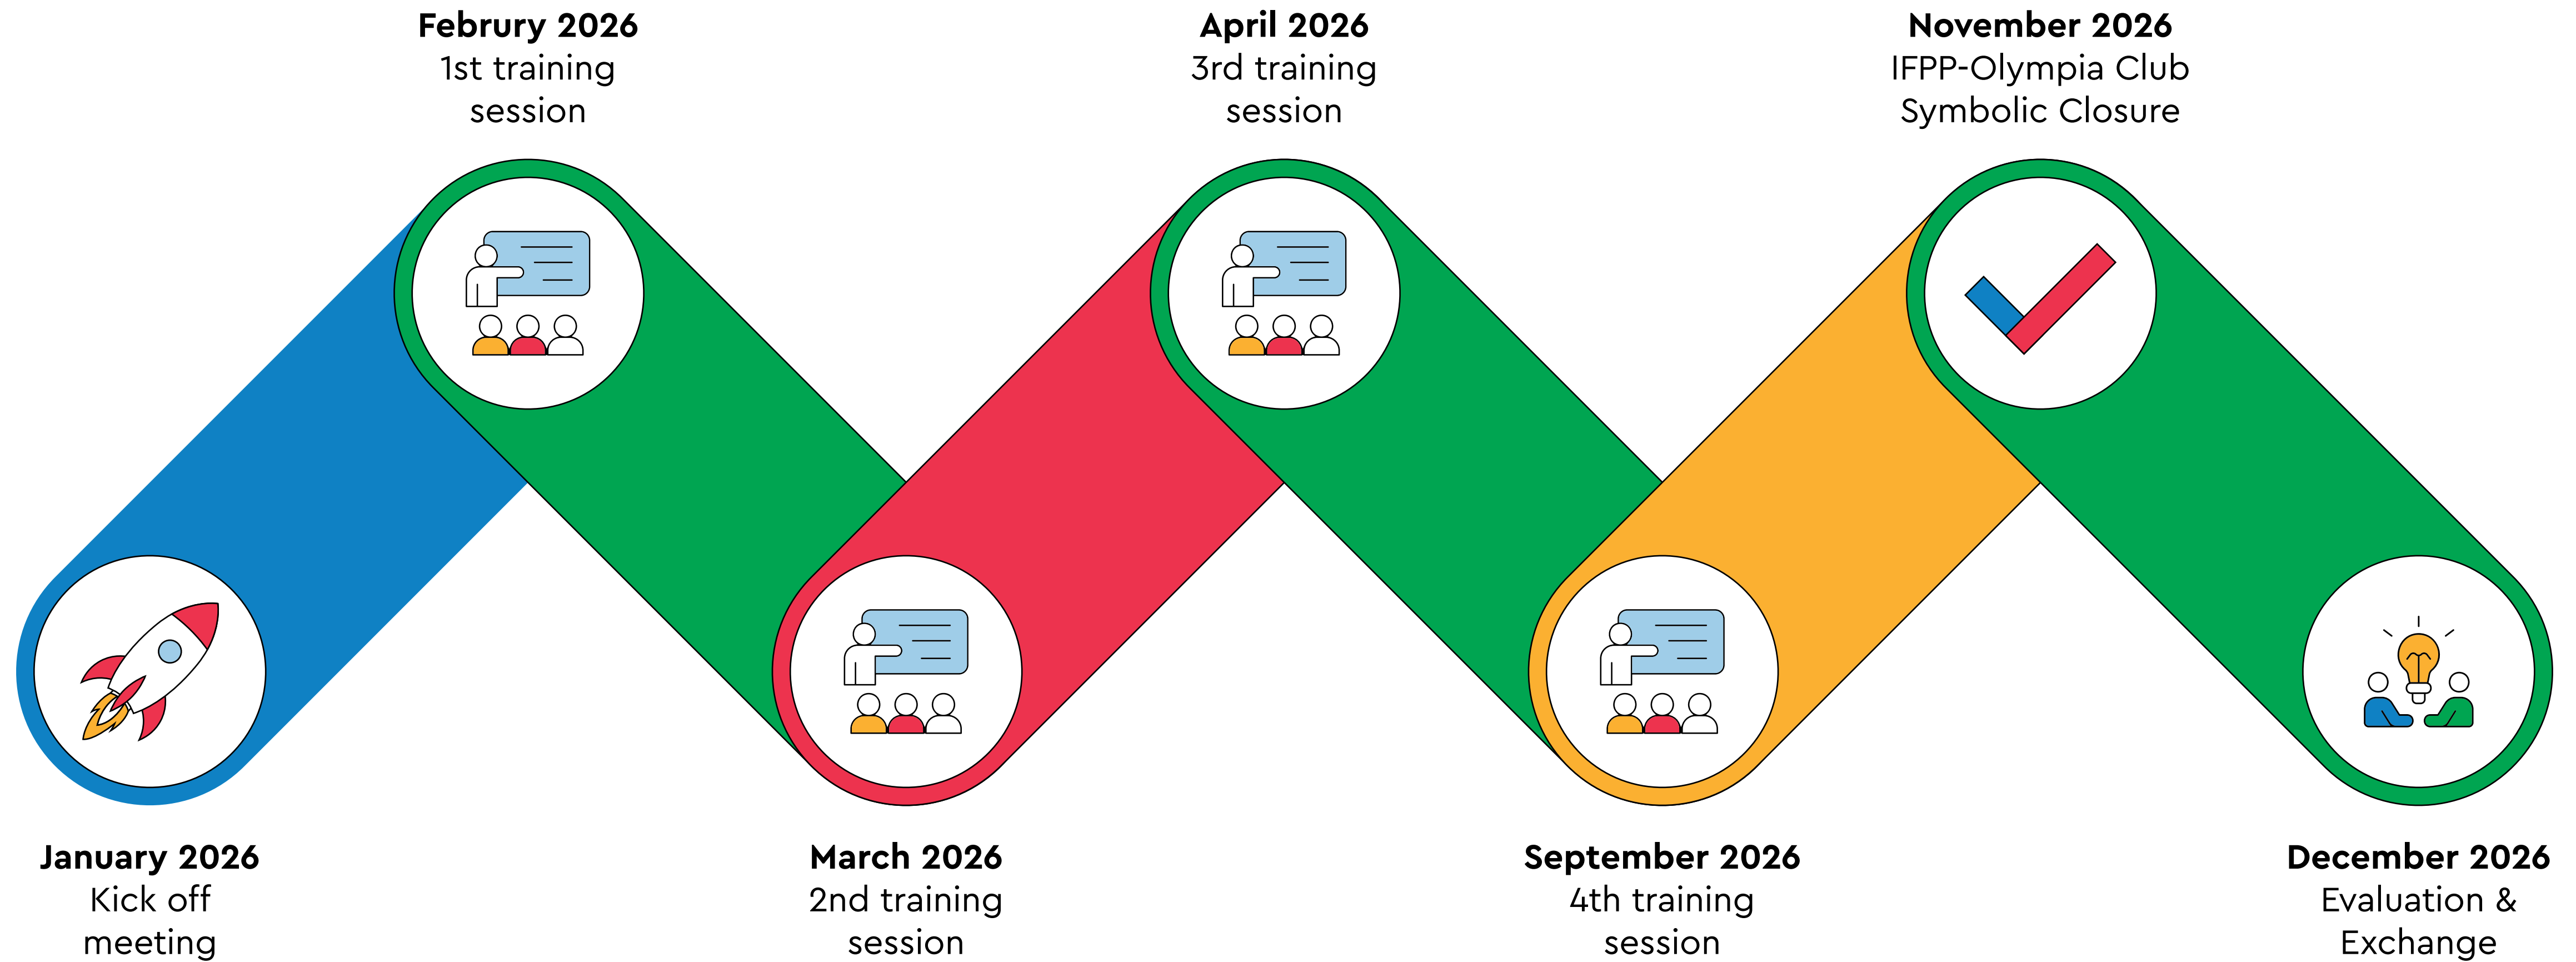 January 2026
Kick off
meeting
Februry 2026
1st training
session
March 2026
2nd training
session
April 2026
3rd training
session
September 2026
4th training
session
November 2026
IFPP-Olympia Club
Symbolic Closure
December 2026
Evaluation &
Exchange